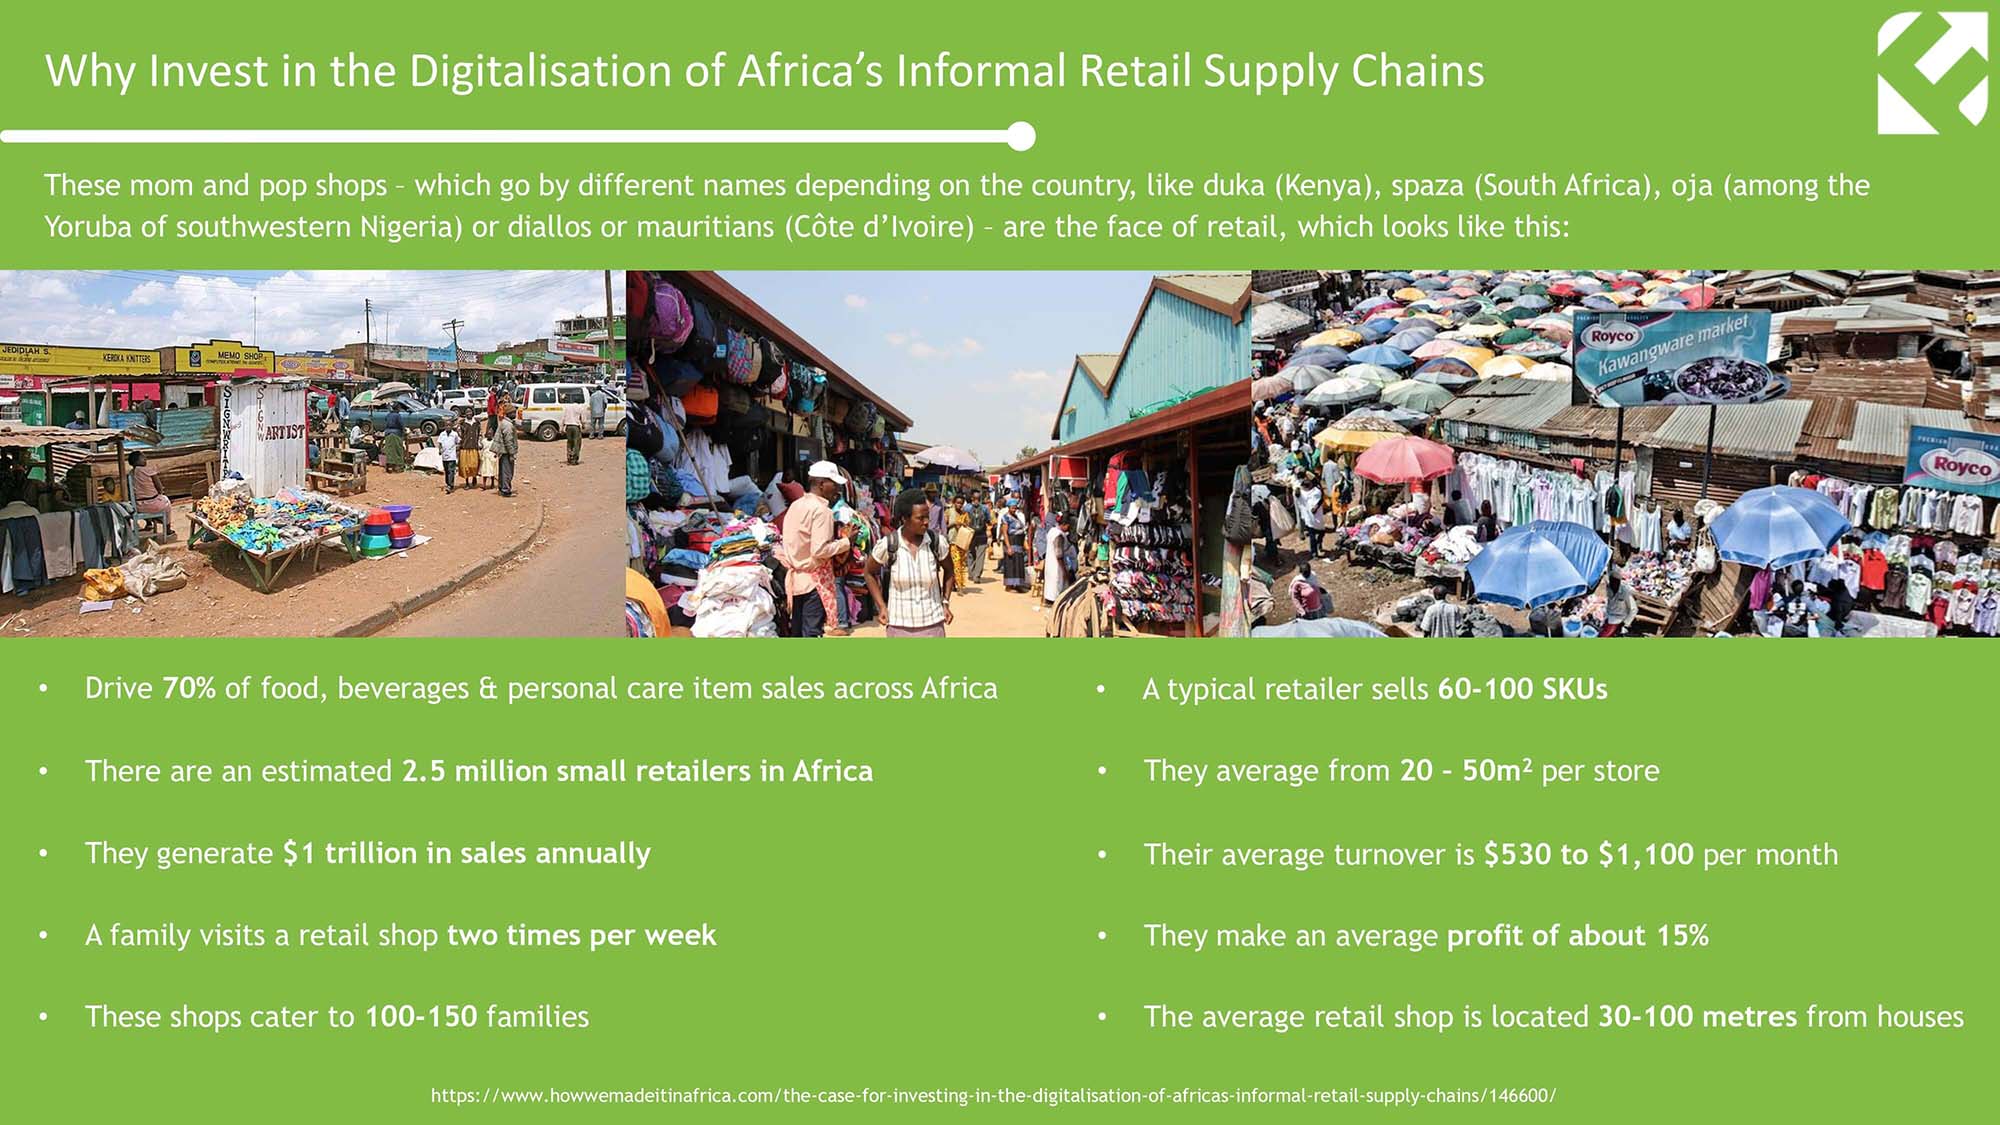 Why Invest in the Digitalisation of Africa’s Informal Retail Supply Chains
These mom and pop shops – which go by different names depending on the country, like duka (Kenya), spaza (South Africa), oja (among the
Yoruba of southwestern Nigeria) or diallos or mauritians (Côte d’Ivoire) – are the face of retail, which looks like this:
JEDIDIAH S.
KEROKA KNITTERS
MEMO SHOP
SIGNWR
SIGNW
ARTIST
Royco
Kawangware market
Royco
• Drive 70% of food, beverages & personal care item sales across Africa
• There are an estimated 2.5 million small retailers in Africa
• They generate $1 trillion in sales annually
• A family visits a retail shop two times per week
• These shops cater to 100-150 families
• A typical retailer sells 60-100 SKUs
• They average from 20 – 50m² per store
• Their average turnover is $530 to $1,100 per month
• They make an average profit of about 15%
• The average retail shop is located 30-100 metres from houses
https://www.howwemadeitinafrica.com/the-case-for-investing-in-the-digitalisation-of-africas-informal-retail-supply-chains/146600/